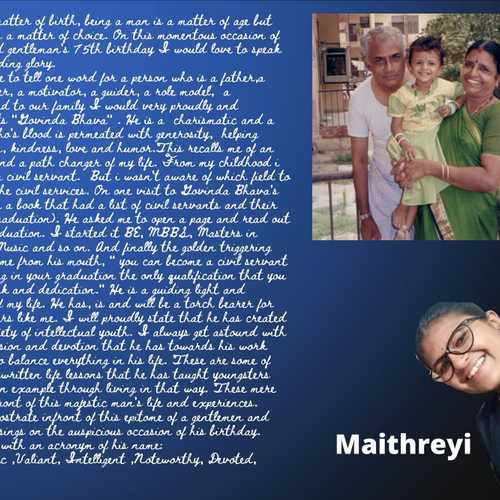 matter of birth, being a man is a matter of age but
a matter of choice. On this momentous occasion of
d gentleman's 75th birthday I would love to speak
ding glory.
e to tell one word for a person who is a father,a
er, a motivator, a guider, a role model, a
d to our family I would very proudly and
s "Govinda Bhava" . He is a charismatic and a
ho's blood is permeated with generosity, helping
, kindness, love and humor.This recalls me of an
nd a path changer of my life. From my childhood i
civil servant. But i wasn't aware of which field to
he civil services. On one visit to Govinda Bhava's
a book that had a list of civil servants and their
raduation). He asked me to open a page and read out
duation. I started it BE, MBBS, Masters in
Music and so on. And finally the golden triggering
me from his mouth, " you can become a civil servant
g in your graduation the only qualification that you
k and dedication." He is a guiding light and
d my life. He has, is and will be a torch bearer for
rs like me. I will proudly state that he has created
iety of intellectual youth. I always get astound with
sion and devotion that he has towards his work
o balance everything in his life. These are some of
written life lessons that he has taught youngsters
n example through living in that way. These mere
ront of this majestic man's life and experiences.
ostrate infront of this epitome of a gentlemen and
sings on the auspicious occasion of his birthday.
with an acronym of his name:
ic ,Valiant, Intelligent ,Noteworthy, Devoted,
Maithreyi